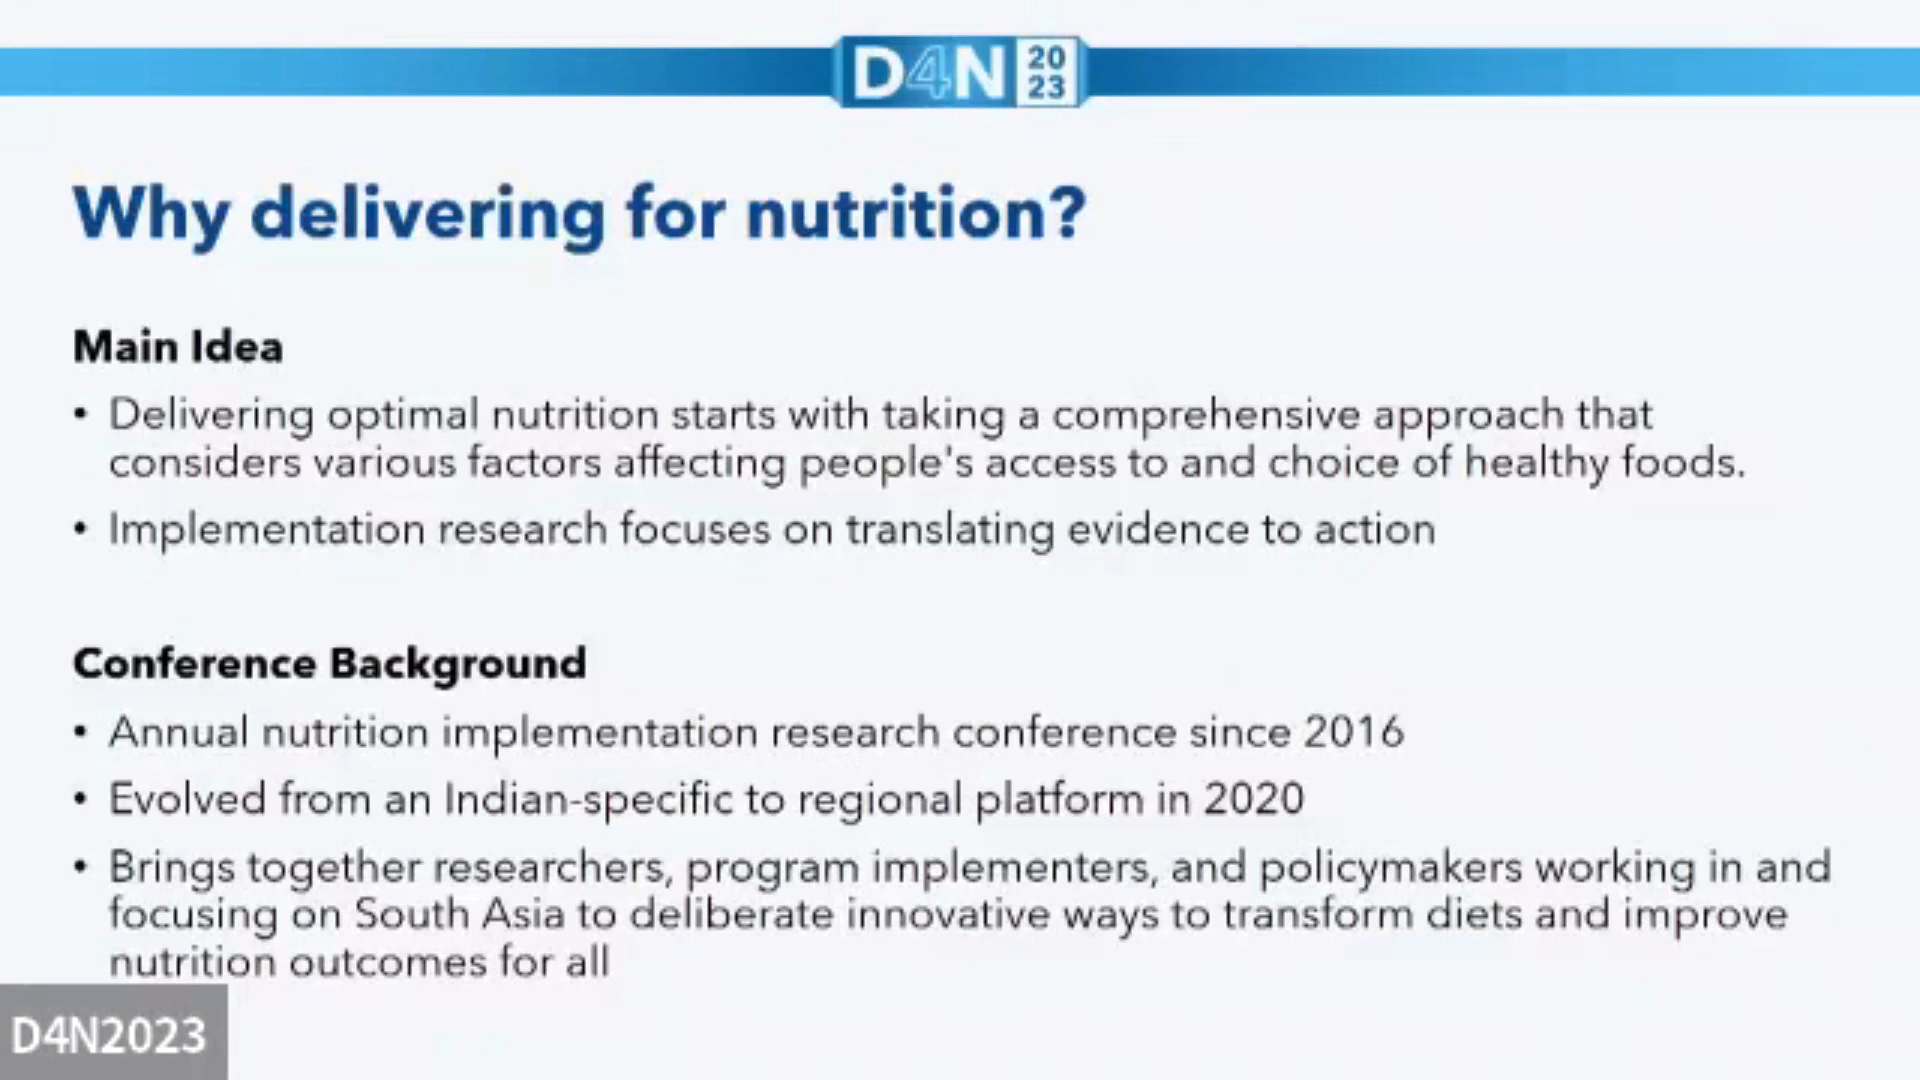 D4N 20 23
Why delivering for nutrition?
Main Idea
• Delivering optimal nutrition starts with taking a comprehensive approach that
considers various factors affecting people's access to and choice of healthy foods.
• Implementation research focuses on translating evidence to action
Conference Background
• Annual nutrition implementation research conference since 2016
• Evolved from an Indian-specific to regional platform in 2020
• Brings together researchers, program implementers, and policymakers working in and
focusing on South Asia to deliberate innovative ways to transform diets and improve
nutrition outcomes for all
D4N2023